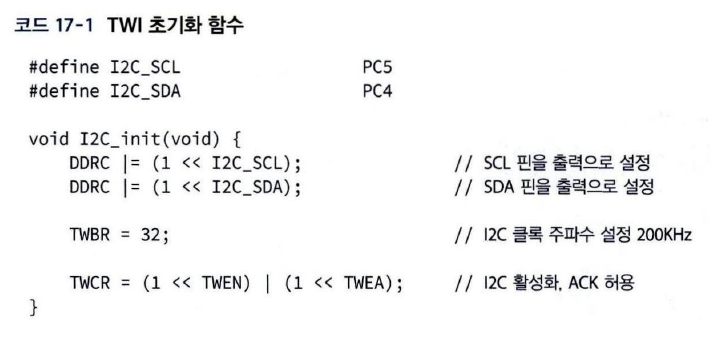 코드 17-1 TWI 초기화 함수
#define I2C_SCL PC5
#define I2C_SDA PC4
void I2C_init(void) {
DDRC |= (1 << I2C_SCL); // SCL 핀을 출력으로 설정
DDRC |= (1 << I2C_SDA); // SDA 핀을 출력으로 설정
TWBR = 32; // I2C 클록 주파수 설정 200KHz
TWCR = (1 << TWEN) | (1 << TWEA); // I2C 활성화, ACK 허용
}